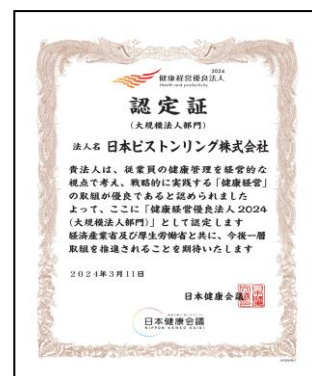 2024
健康経営優良法人
Health and productivity
認定証
(大規模法人部門)
法人名 日本ピストンリング株式会社
貴法人は、従業員の健康管理を経営的な
視点で考え、戦略的に実践する「健康経営」
の取組が優良であると認められました
よって、ここに「健康経営優良法人2024
(大規模法人部門)」として認定します
経済産業省及び厚生労働省と共に、今後一層
取組を推進されることを期待いたします
2024年3月11日
日本健康会議
日本健康会議
NIPPON KENKO KAIGI